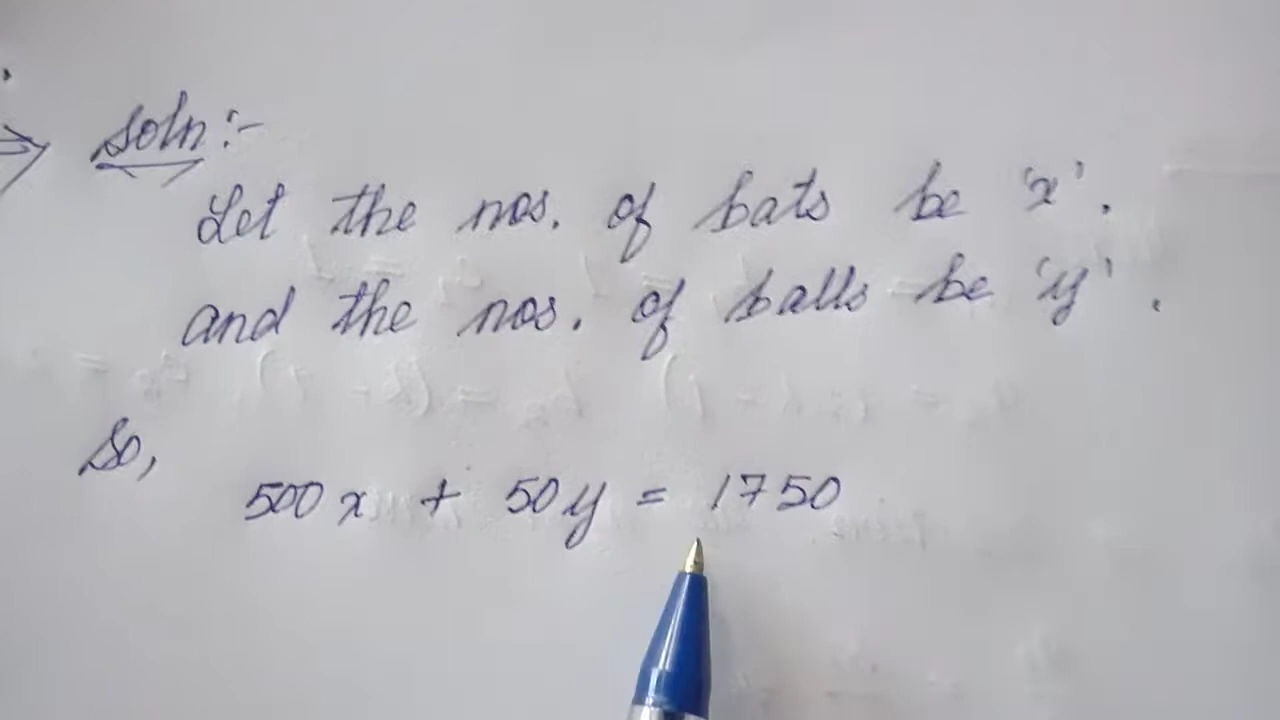 Soln:-
Let the nos. of bats be 'x'.
and the nos. of balls be 'y'.
So,
500x + 50y = 1750